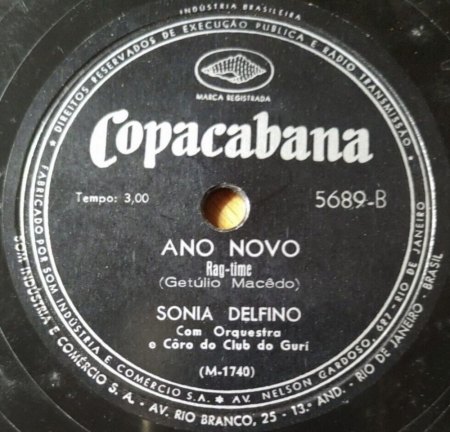 INDÚSTRIA BRASILEIRA
DIREITOS RESERVADOS DE EXECUÇÃO PUBLICA E RADIO TRANSMISSÃO
MARCA REGISTRADA
Copacabana
Tempo: 3,00
5689-B
ANO NOVO
Rag-time
(Getúlio Macêdo)
SONIA DELFINO
Com Orquestra
e Côro do Club do Guri
(M-1740)
FABRICADO POR SOM INDÚSTRIA E COMÉRCIO S. A. ★ AV. NELSON CARDOSO, 627 - RIO DE JANEIRO
SOM INDÚSTRIA E COMÉRCIO S. A. - AV. RIO BRANCO, 25 - 13.º AND. - RIO DE JANEIRO - BRASIL